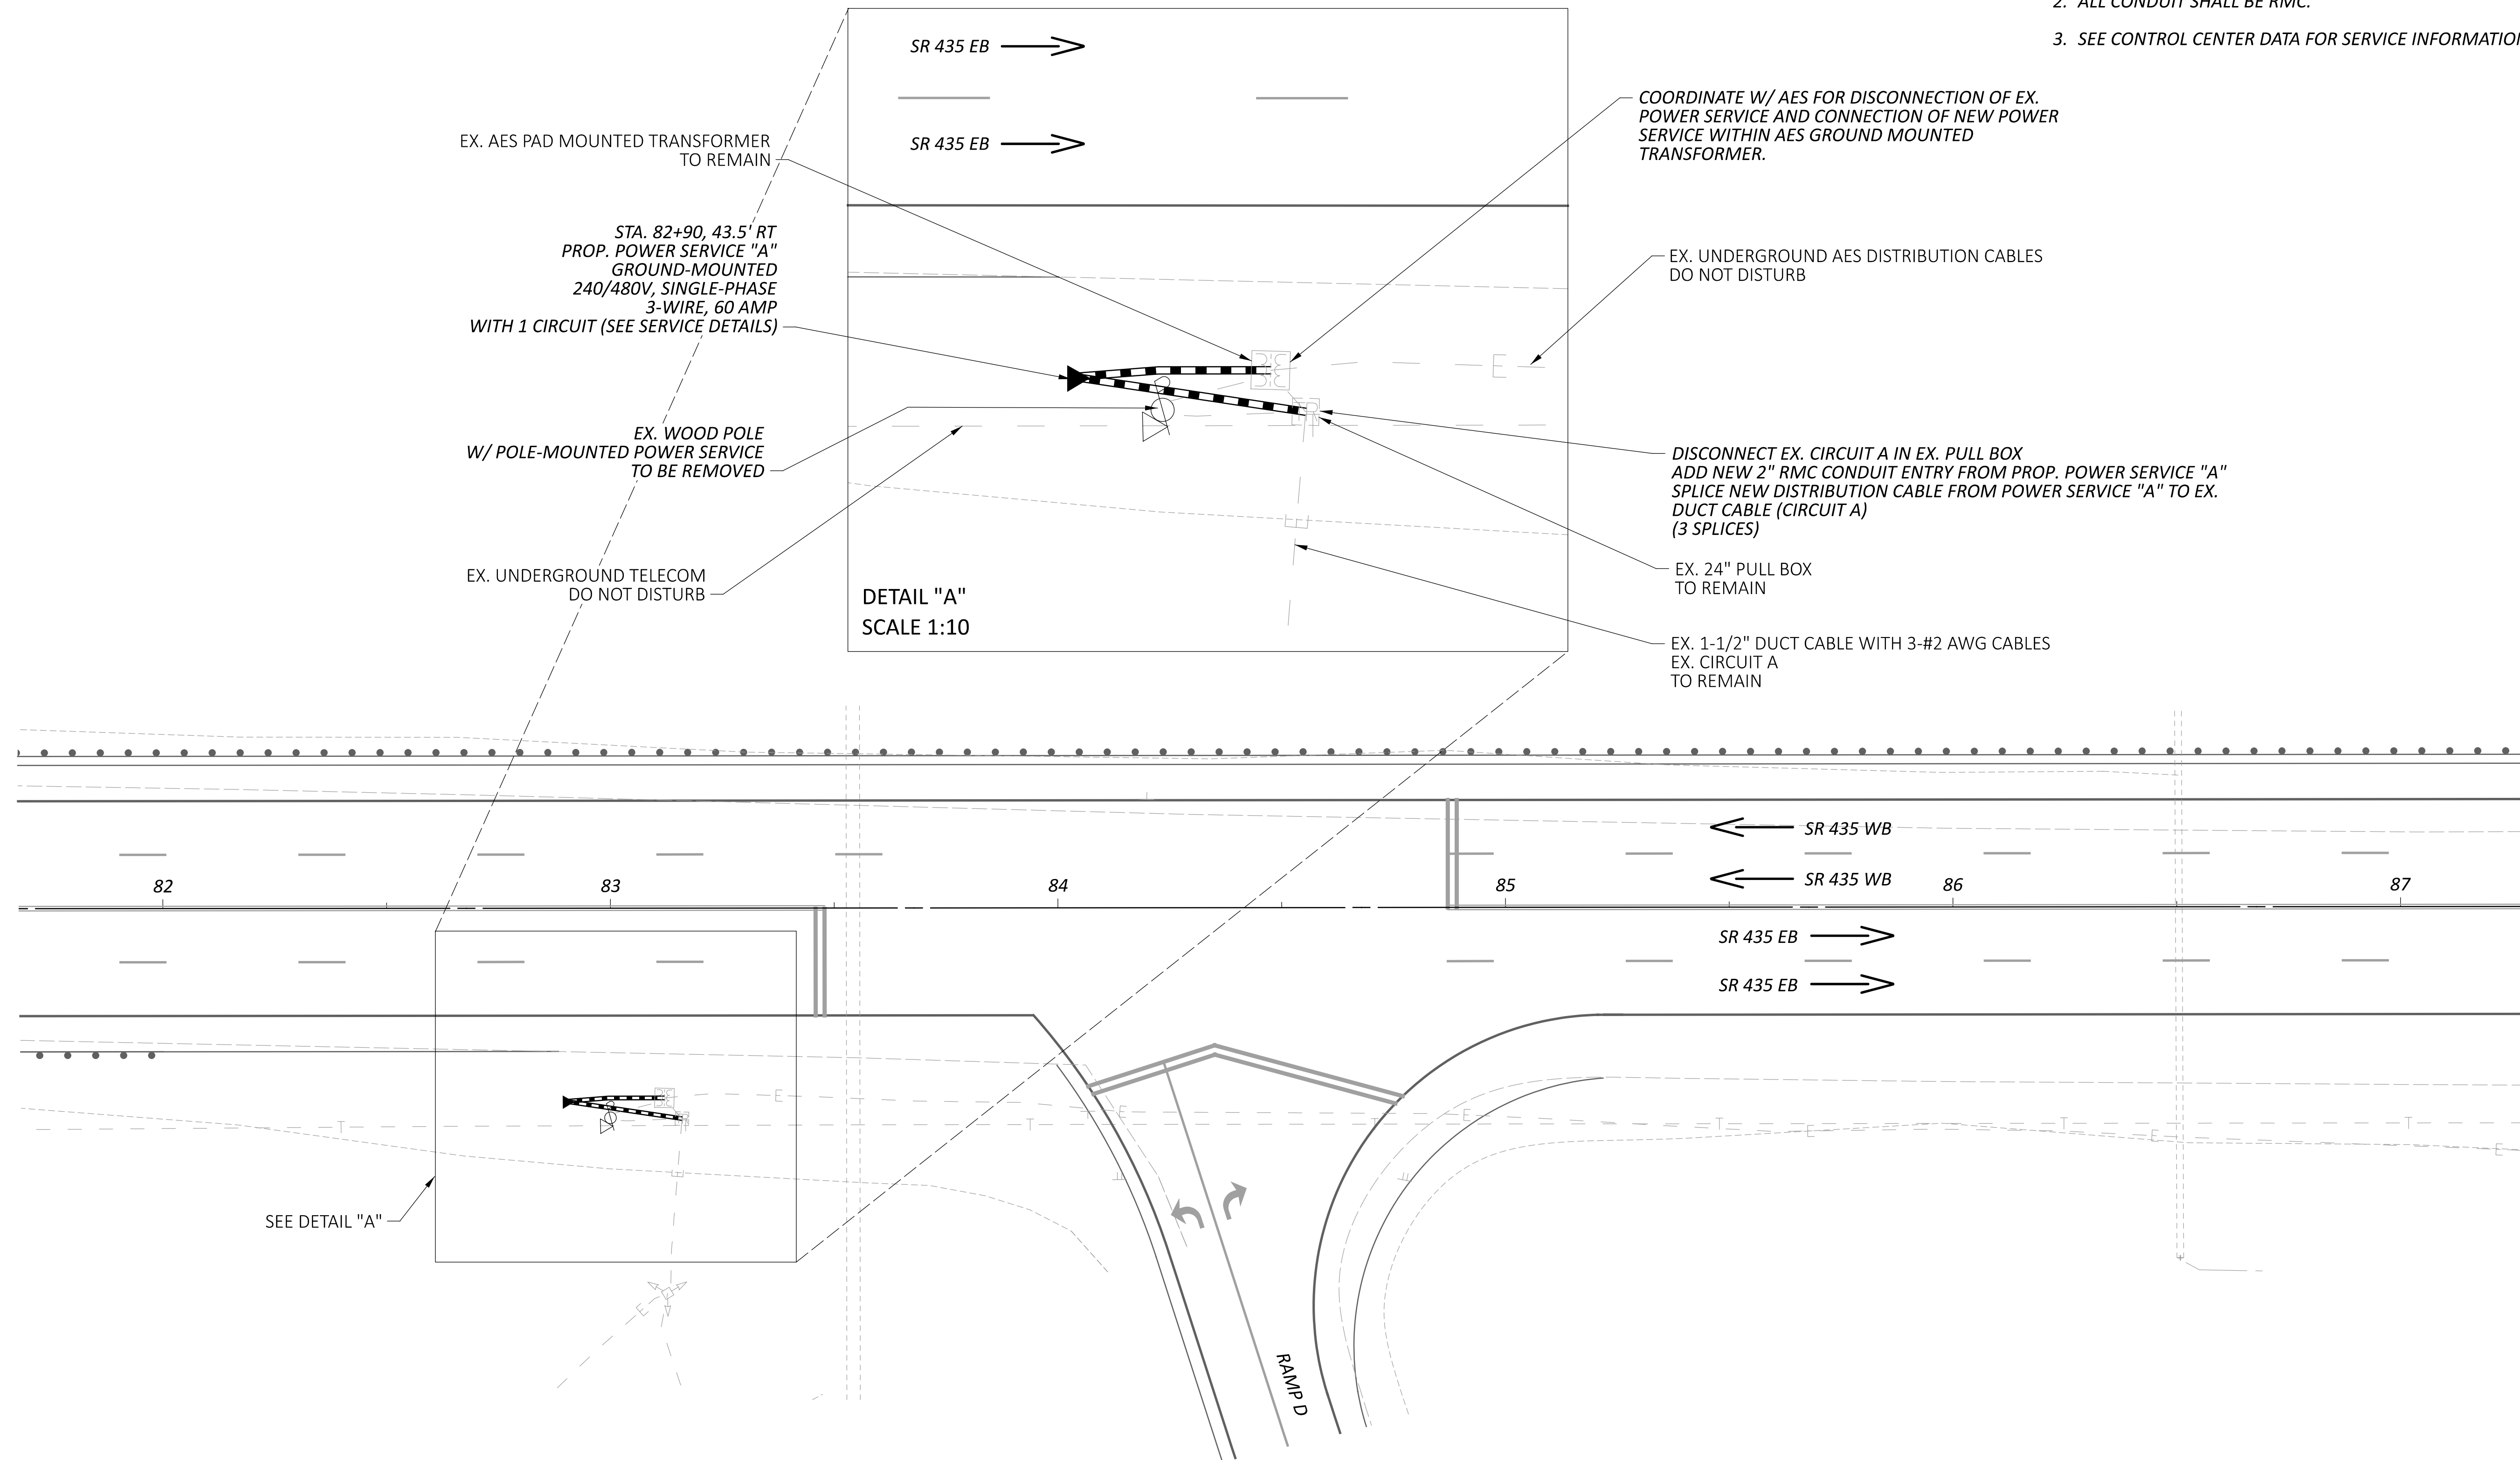 2. ALL CONDUIT SHALL BE RMC.
3. SEE CONTROL CENTER DATA FOR SERVICE INFORMATION
SR 435 EB
SR 435 EB
EX. AES PAD MOUNTED TRANSFORMER
TO REMAIN
COORDINATE W/ AES FOR DISCONNECTION OF EX.
POWER SERVICE AND CONNECTION OF NEW POWER
SERVICE WITHIN AES GROUND MOUNTED
TRANSFORMER.
STA. 82+90, 43.5' RT
PROP. POWER SERVICE "A"
GROUND-MOUNTED
240/480V, SINGLE-PHASE
3-WIRE, 60 AMP
WITH 1 CIRCUIT (SEE SERVICE DETAILS)
EX. UNDERGROUND AES DISTRIBUTION CABLES
DO NOT DISTURB
E
EX. WOOD POLE
W/ POLE-MOUNTED POWER SERVICE
TO BE REMOVED
DISCONNECT EX. CIRCUIT A IN EX. PULL BOX
ADD NEW 2" RMC CONDUIT ENTRY FROM PROP. POWER SERVICE "A"
SPLICE NEW DISTRIBUTION CABLE FROM POWER SERVICE "A" TO EX.
DUCT CABLE (CIRCUIT A)
(3 SPLICES)
E
EX. UNDERGROUND TELECOM
DO NOT DISTURB
EX. 24" PULL BOX
TO REMAIN
DETAIL "A"
SCALE 1:10
EX. 1-1/2" DUCT CABLE WITH 3-#2 AWG CABLES
EX. CIRCUIT A
TO REMAIN
SR 435 WB
SR 435 WB
82
83
84
85
86
87
SR 435 EB
SR 435 EB
E
E
E
E
E
E
T
T
T
T
T
T
T
E
E
E
SEE DETAIL "A"
E
RAMP D